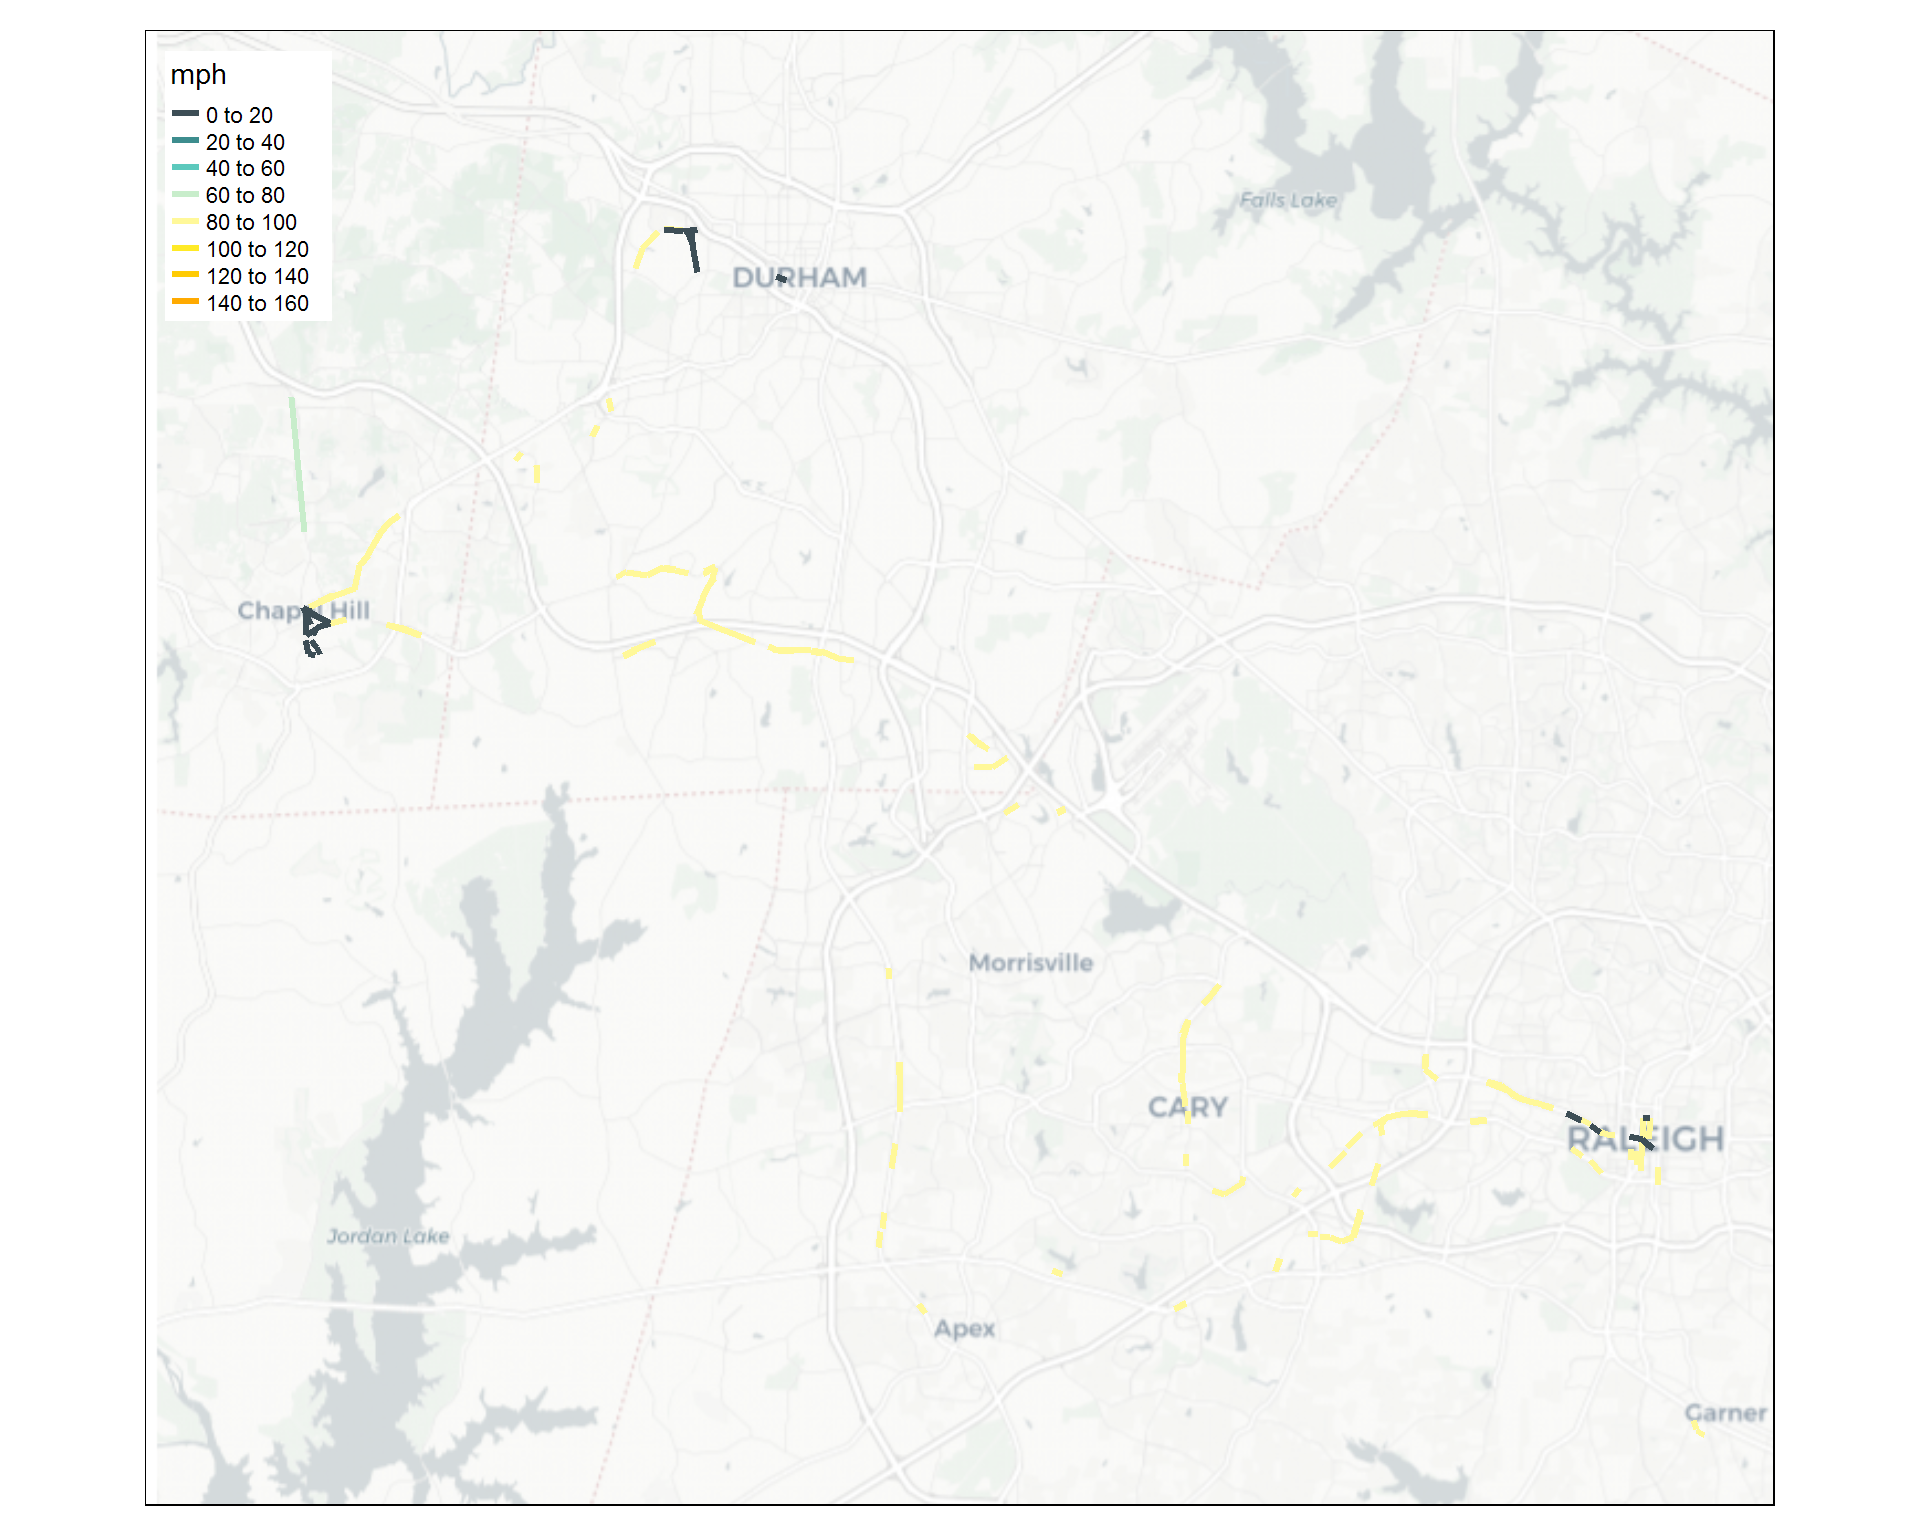 mph
0 to 20
20 to 40
40 to 60
60 to 80
80 to 100
100 to 120
120 to 140
140 to 160
Falls Lake
DURHAM
Chapel Hill
Morrisville
CARY
RALEIGH
Jordan Lake
Apex
Garner